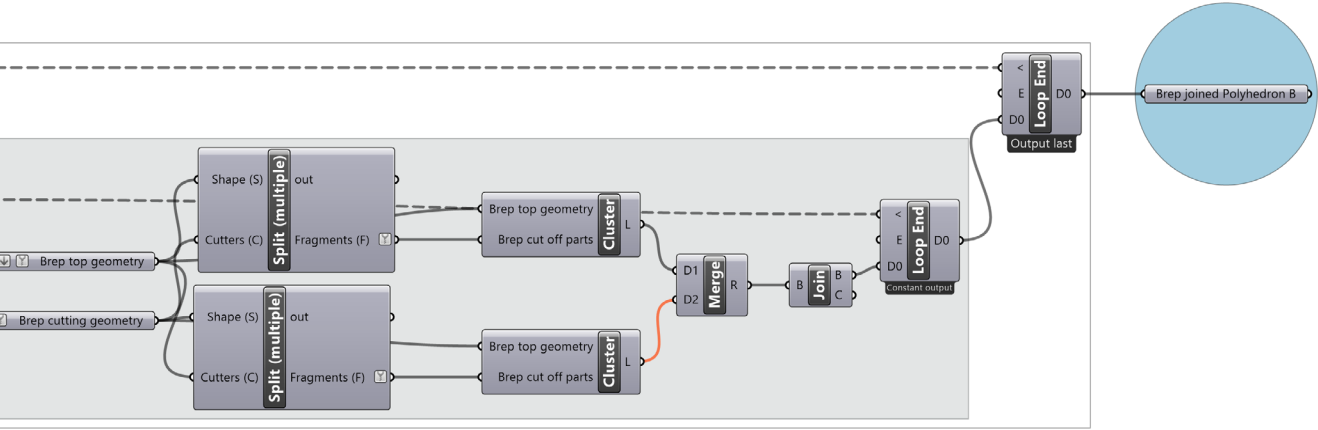 <
E
D0
Loop End
D0
Output last
Brep joined Polyhedron B
Shape (S)
Cutters (C)
Split (multiple)
out
Fragments (F)
Brep top geometry
Brep cut off parts
Cluster
L
<
E
D0
Loop End
D0
Constant output
Brep top geometry
Brep cutting geometry
D1
D2
Merge
R
B
Join
B
C
Shape (S)
Cutters (C)
Split (multiple)
out
Fragments (F)
Brep top geometry
Brep cut off parts
Cluster
L